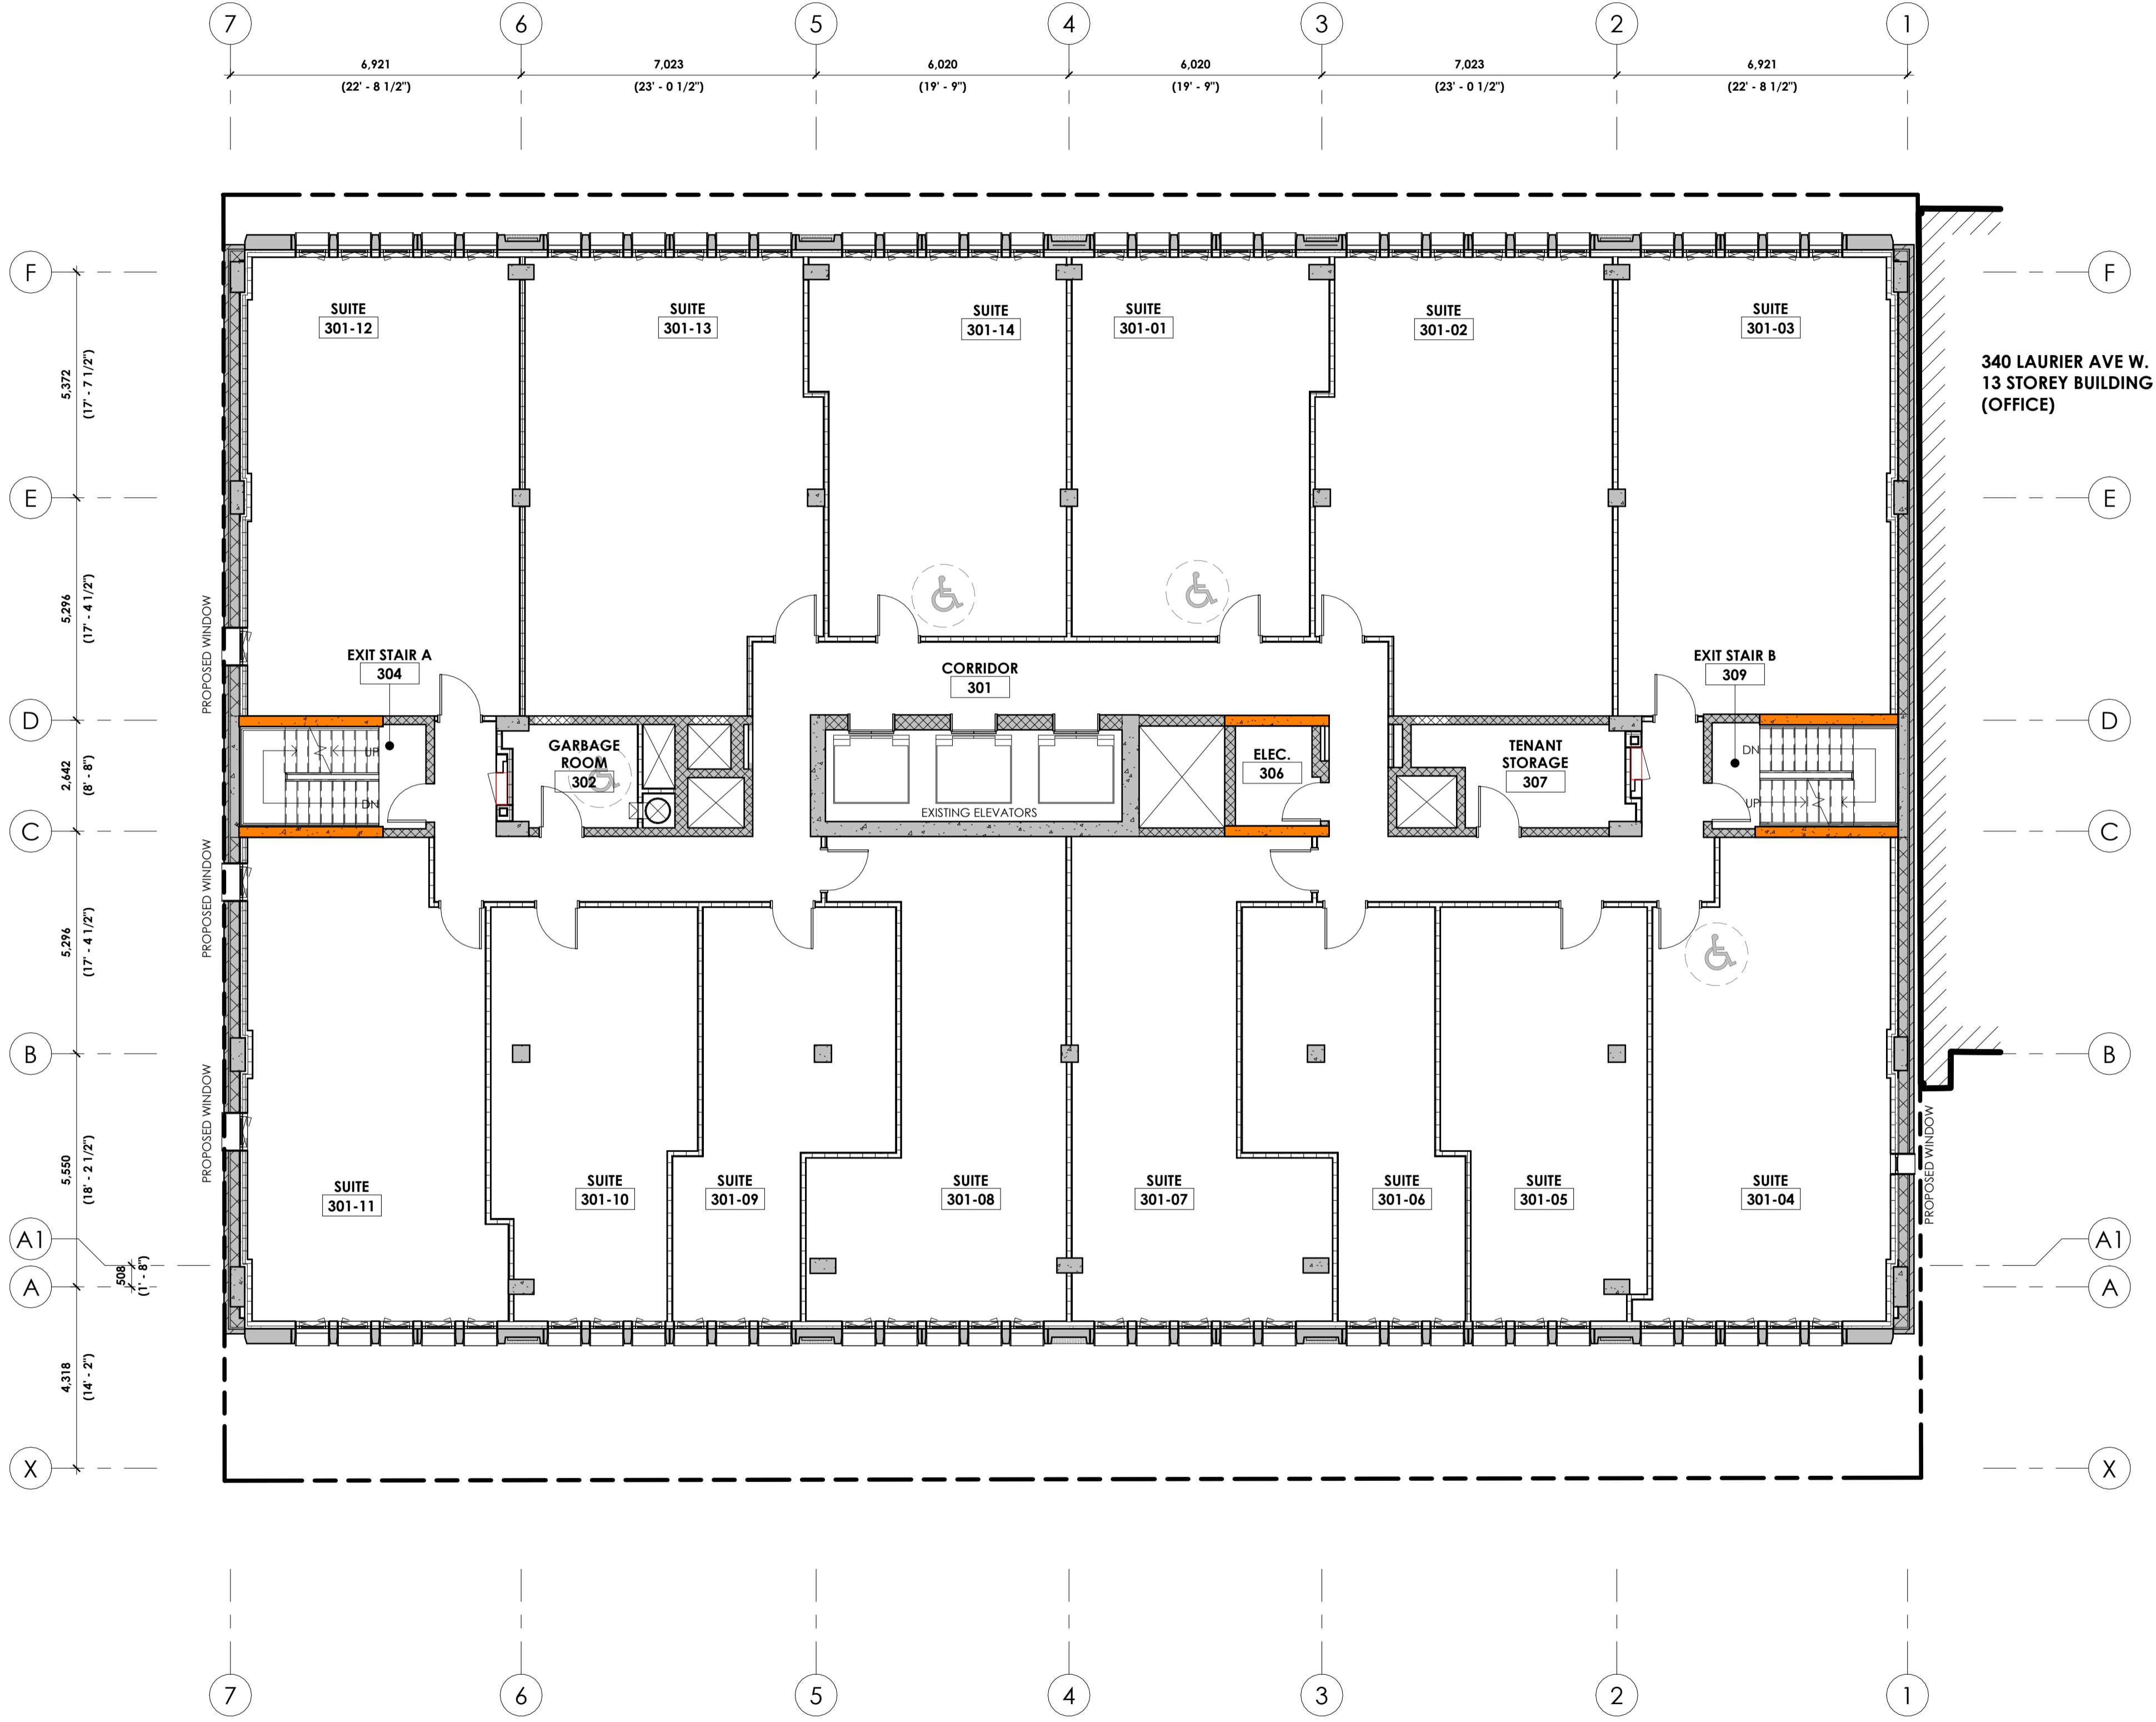 7 6 5 4 3 2 1
6,921 7,023 6,020 6,020 7,023 6,921
(22' - 8 1/2") (23' - 0 1/2") (19' - 9") (19' - 9") (23' - 0 1/2") (22' - 8 1/2")
F F
SUITE
301-12
SUITE
301-13
SUITE
301-14
SUITE
301-01
SUITE
301-02
SUITE
301-03
340 LAURIER AVE W.
13 STOREY BUILDING
(OFFICE)
5,372
(17' - 7 1/2")
E E
5,296
(17' - 4 1/2")
PROPOSED WINDOW
EXIT STAIR A
304
CORRIDOR
301
EXIT STAIR B
309
D D
2,642
(8' - 8")
UP
DN
GARBAGE
ROOM
302
EXISTING ELEVATORS
ELEC.
306
TENANT
STORAGE
307
DN
UP
C C
PROPOSED WINDOW
5,296
(17' - 4 1/2")
B B
PROPOSED WINDOW
5,550
(18' - 2 1/2")
SUITE
301-11
SUITE
301-10
SUITE
301-09
SUITE
301-08
SUITE
301-07
SUITE
301-06
SUITE
301-05
SUITE
301-04
PROPOSED WINDOW
A1 A1
508
(1' - 8")
A A
4,318
(14' - 2")
X X
7 6 5 4 3 2 1